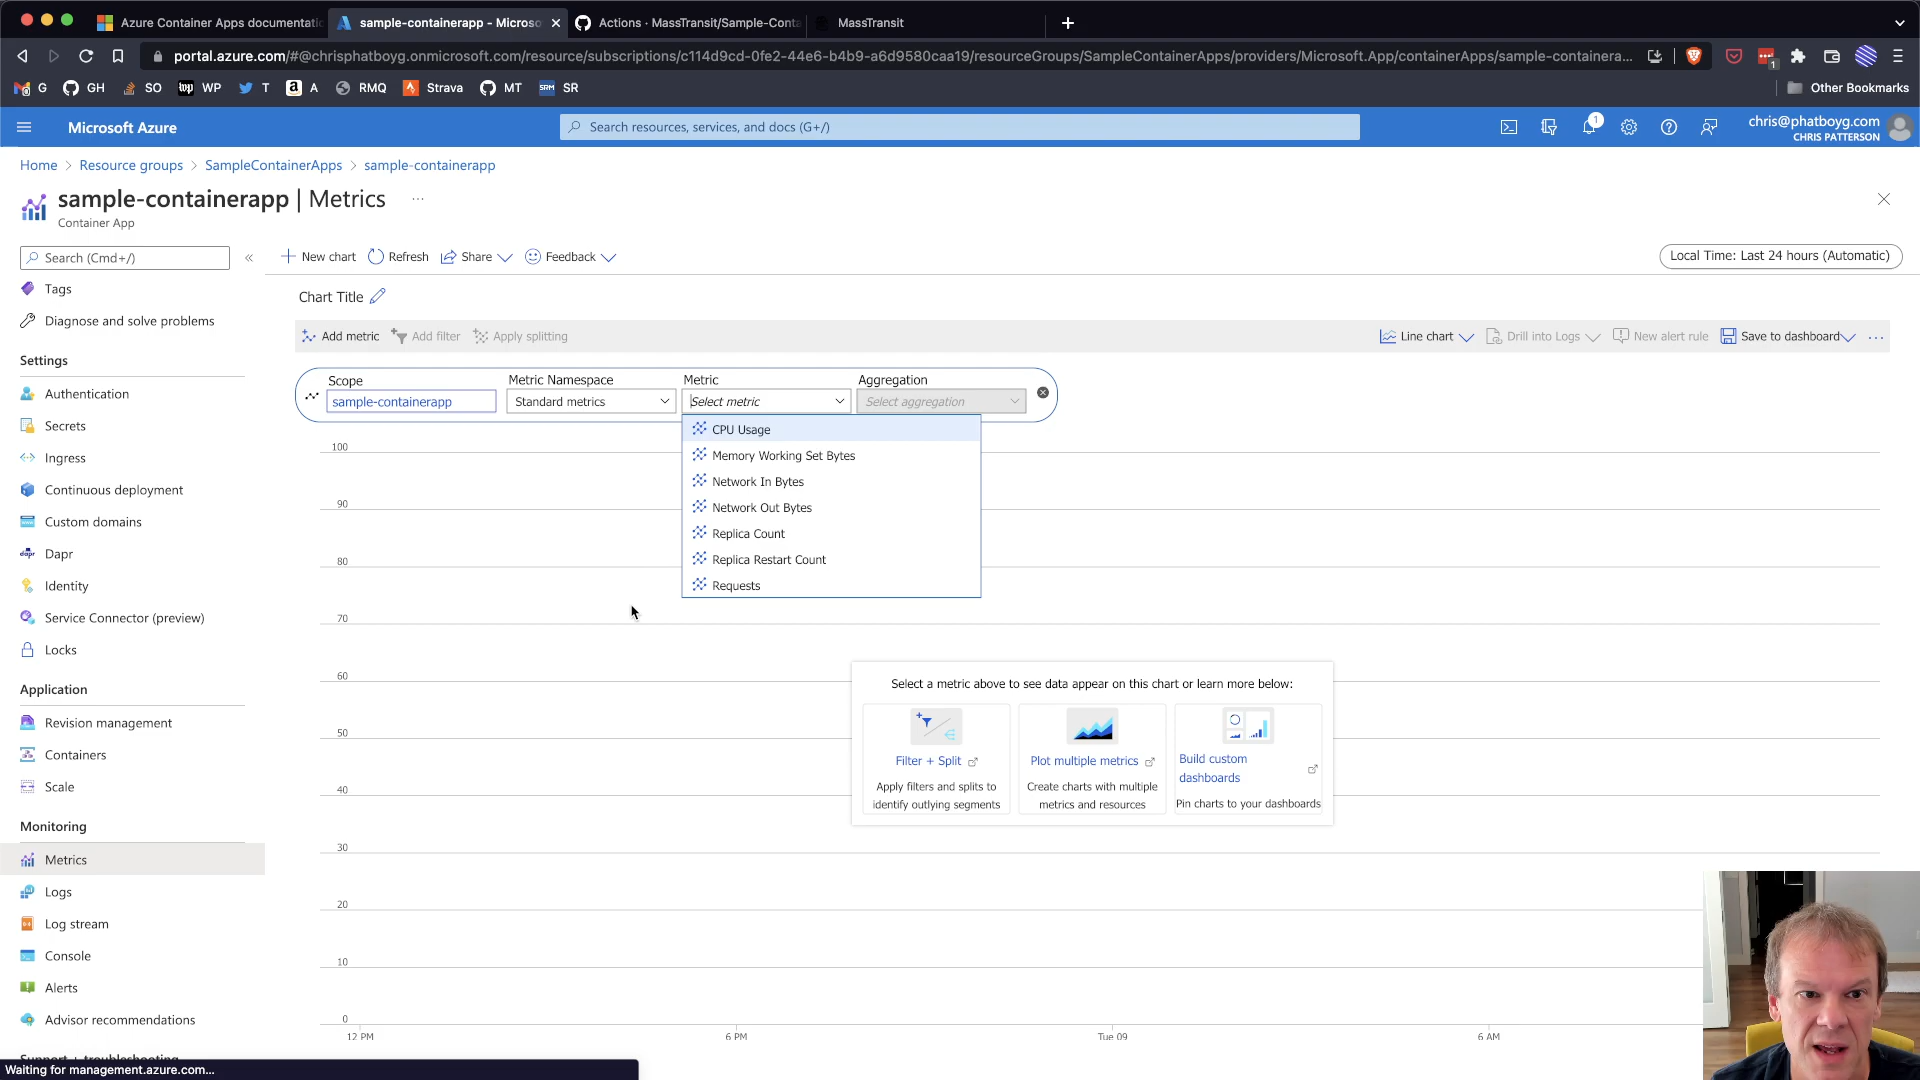 Azure Container Apps documentatio
sample-containerapp - Microso
Actions · MassTransit/Sample-Conta
MassTransit
portal.azure.com/#@chrisphatboyg.onmicrosoft.com/resource/subscriptions/c114d9cd-0fe2-44e6-b4b9-a6d9580caa19/resourceGroups/SampleContainerApps/providers/Microsoft.App/containerApps/sample-containera...
1
G
GH
SO
WP
T
A
RMQ
Strava
MT
SR
Other Bookmarks
Microsoft Azure
Search resources, services, and docs (G+/)
1
chris@phatboyg.com
CHRIS PATTERSON
Home > Resource groups > SampleContainerApps > sample-containerapp
sample-containerapp | Metrics ...
Container App
Search (Cmd+/)
«
New chart
Refresh
Share
Feedback
Local Time: Last 24 hours (Automatic)
Tags
Diagnose and solve problems
Settings
Authentication
Secrets
Ingress
Continuous deployment
Custom domains
Dapr
Identity
Service Connector (preview)
Locks
Application
Revision management
Containers
Scale
Monitoring
Metrics
Logs
Log stream
Console
Alerts
Advisor recommendations
Support + troubleshooting
Waiting for management.azure.com...
Chart Title
Add metric
Add filter
Apply splitting
Line chart
Drill into Logs
New alert rule
Save to dashboard
...
Scope
sample-containerapp
Metric Namespace
Standard metrics
Metric
Select metric
Aggregation
Select aggregation
CPU Usage
Memory Working Set Bytes
Network In Bytes
Network Out Bytes
Replica Count
Replica Restart Count
Requests
100
90
80
70
60
50
40
30
20
10
0
12 PM
6 PM
Tue 09
6 AM
Select a metric above to see data appear on this chart or learn more below:
Filter + Split
Apply filters and splits to
identify outlying segments
Plot multiple metrics
Create charts with multiple
metrics and resources
Build custom
dashboards
Pin charts to your dashboards